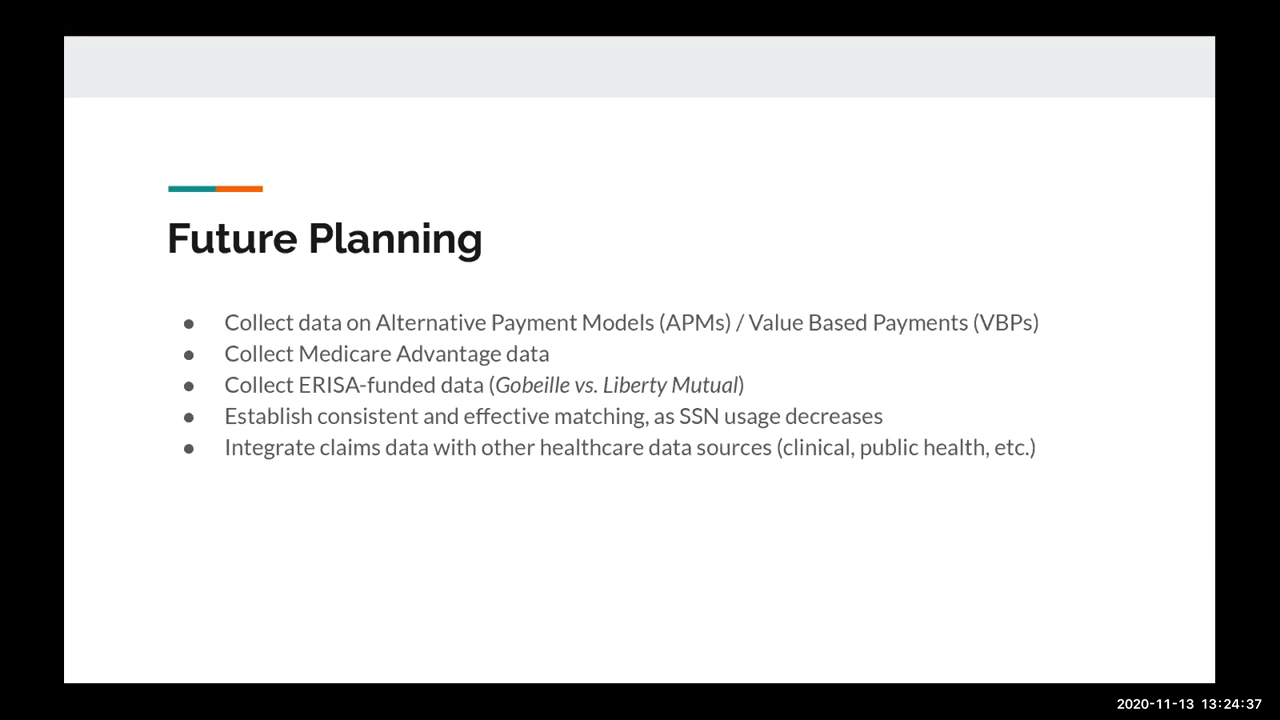 Future Planning
● Collect data on Alternative Payment Models (APMs) / Value Based Payments (VBPs)
● Collect Medicare Advantage data
● Collect ERISA-funded data (Gobeille vs. Liberty Mutual)
● Establish consistent and effective matching, as SSN usage decreases
● Integrate claims data with other healthcare data sources (clinical, public health, etc.)
2020-11-13 13:24:37